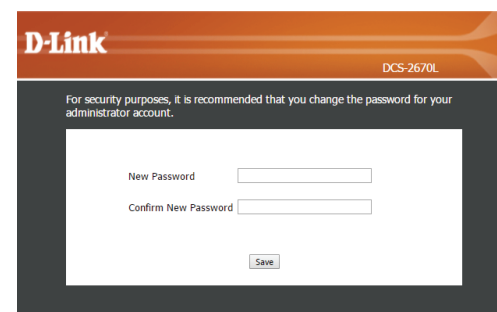 D-Link
DCS-2670L
For security purposes, it is recommended that you change the password for your
administrator account.
New Password
Confirm New Password
Save